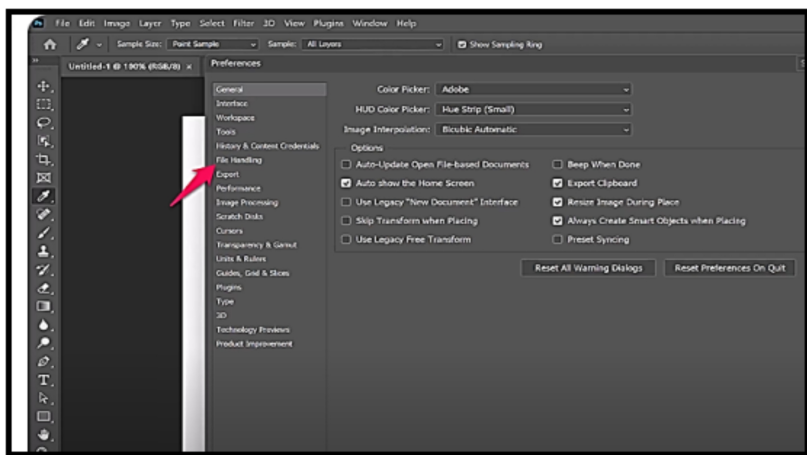 Ps File Edit Image Layer Type Select Filter 3D View Plugins Window Help
Sample Size: Point Sample Sample: All Layers Show Sampling Ring
Untitled-1 @ 100% (RGB/8) × Preferences
General
Interface
Workspace
Tools
History & Content Credentials
File Handling
Export
Performance
Image Processing
Scratch Disks
Cursors
Transparency & Gamut
Units & Rulers
Guides, Grid & Slices
Plugins
Type
3D
Technology Previews
Product Improvement
Color Picker: Adobe
HUD Color Picker: Hue Strip (Small)
Image Interpolation: Bicubic Automatic
Options
Auto-Update Open File-based Documents
Auto show the Home Screen
Use Legacy "New Document" Interface
Skip Transform when Placing
Use Legacy Free Transform
Beep When Done
Export Clipboard
Resize Image During Place
Always Create Smart Objects when Placing
Preset Syncing
Reset All Warning Dialogs Reset Preferences On Quit